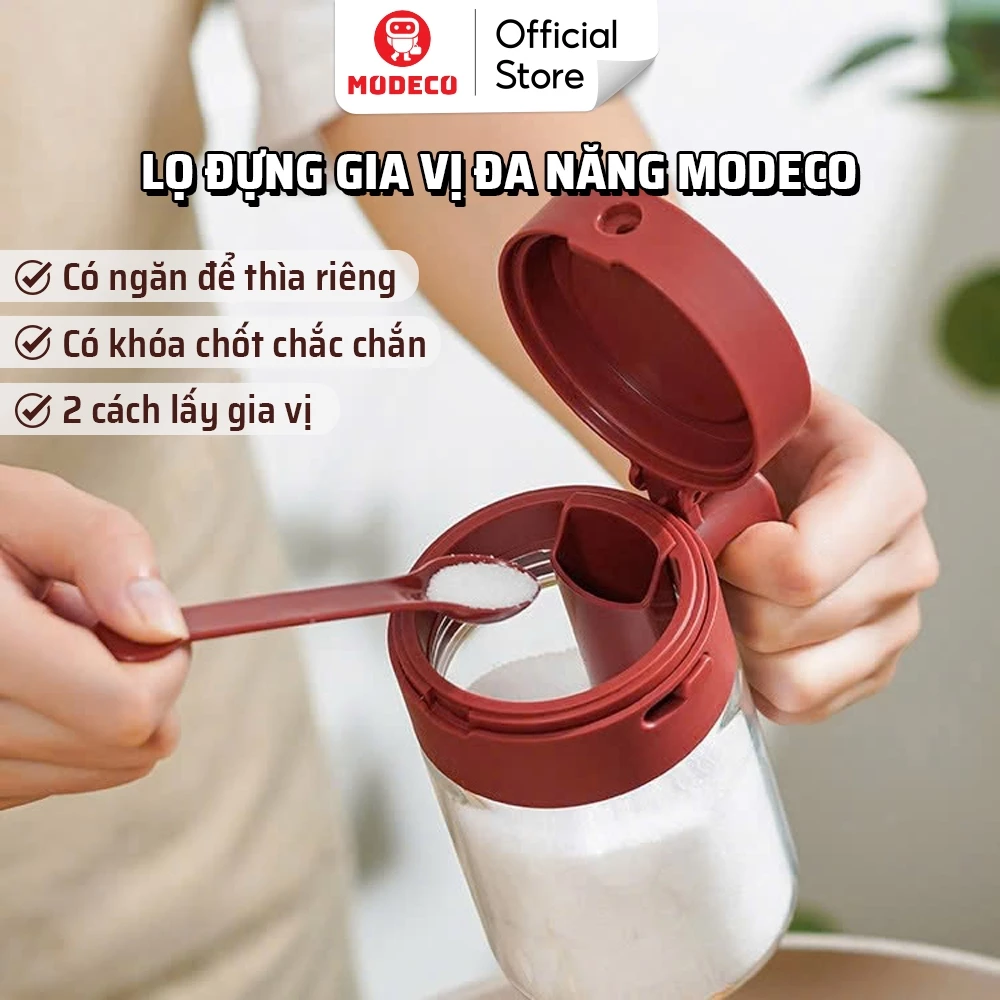 MODECO
Official
Store
LỌ ĐỰNG GIA VỊ ĐA NĂNG MODECO
Có ngăn để thìa riêng
Có khóa chốt chắc chắn
2 cách lấy gia vị